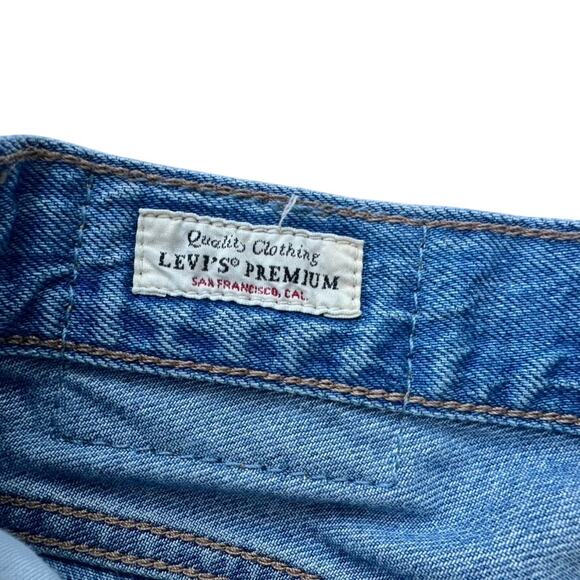 Quality Clothing
LEVI'S® PREMIUM
SAN FRANCISCO, CAL.